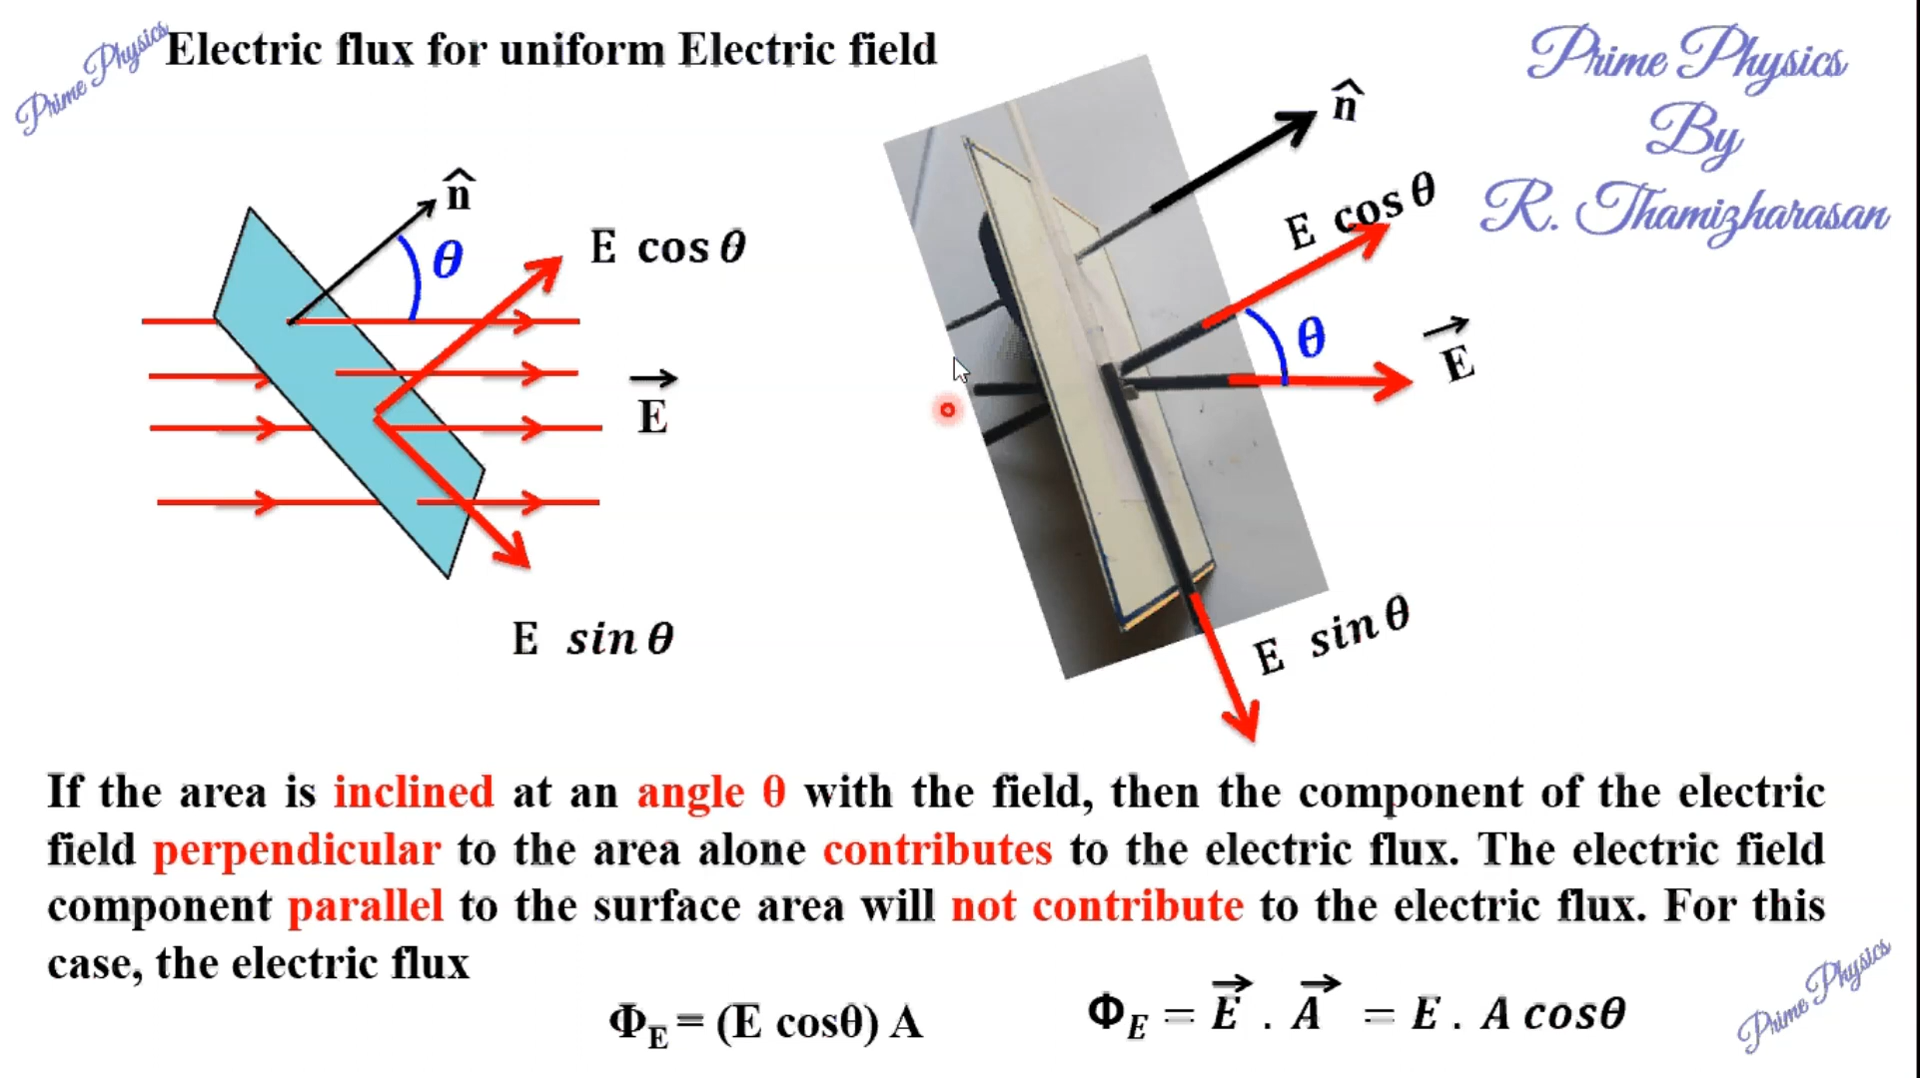 Prime Physics
Electric flux for uniform Electric field
Prime Physics
By
R. Thamizharasan
n̂
θ
E cos θ
E⃗
E sin θ
n̂
E cos θ
θ
E⃗
E sin θ
If the area is inclined at an angle θ with the field, then the component of the electric
field perpendicular to the area alone contributes to the electric flux. The electric field
component parallel to the surface area will not contribute to the electric flux. For this
case, the electric flux
Φ_E = (E cosθ) A
Φ_E = E⃗ . A⃗ = E . A cosθ
Prime Physics